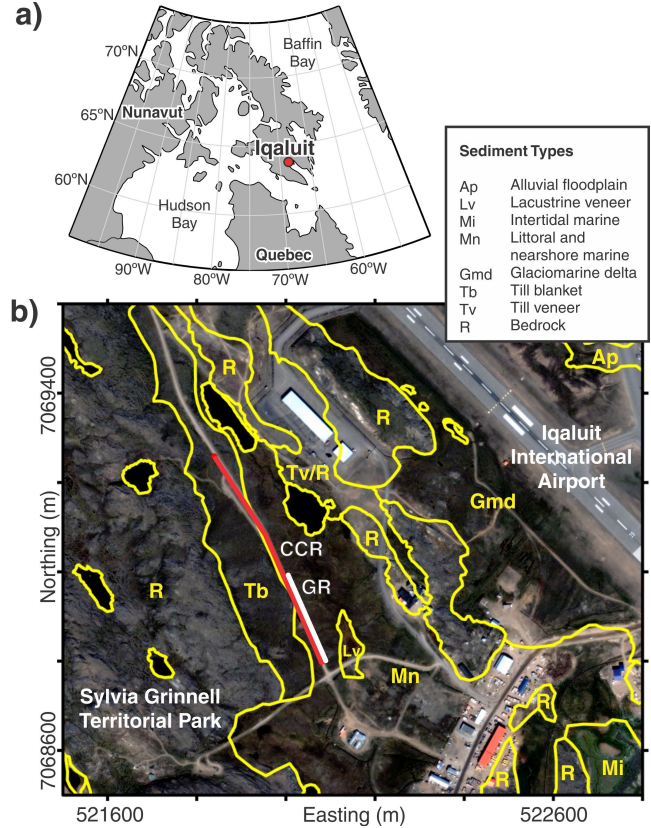 a)
70ºN
Baffin
Bay
65ºN
Nunavut
Iqaluit
60ºN
Hudson
Bay
Quebec
90ºW
80ºW
70ºW
60ºW
Sediment Types
Ap Alluvial floodplain
Lv Lacustrine veneer
Mi Intertidal marine
Mn Littoral and
nearshore marine
Gmd Glaciomarine delta
Tb Till blanket
Tv Till veneer
R Bedrock
b)
Ap
R
R
7069400
Iqaluit
International
Airport
Tv/R
Gmd
Northing (m)
R
CCR
R
Tb
GR
Lv
Mn
Sylvia Grinnell
Territorial Park
R
7068600
R
R
Mi
521600
Easting (m)
522600